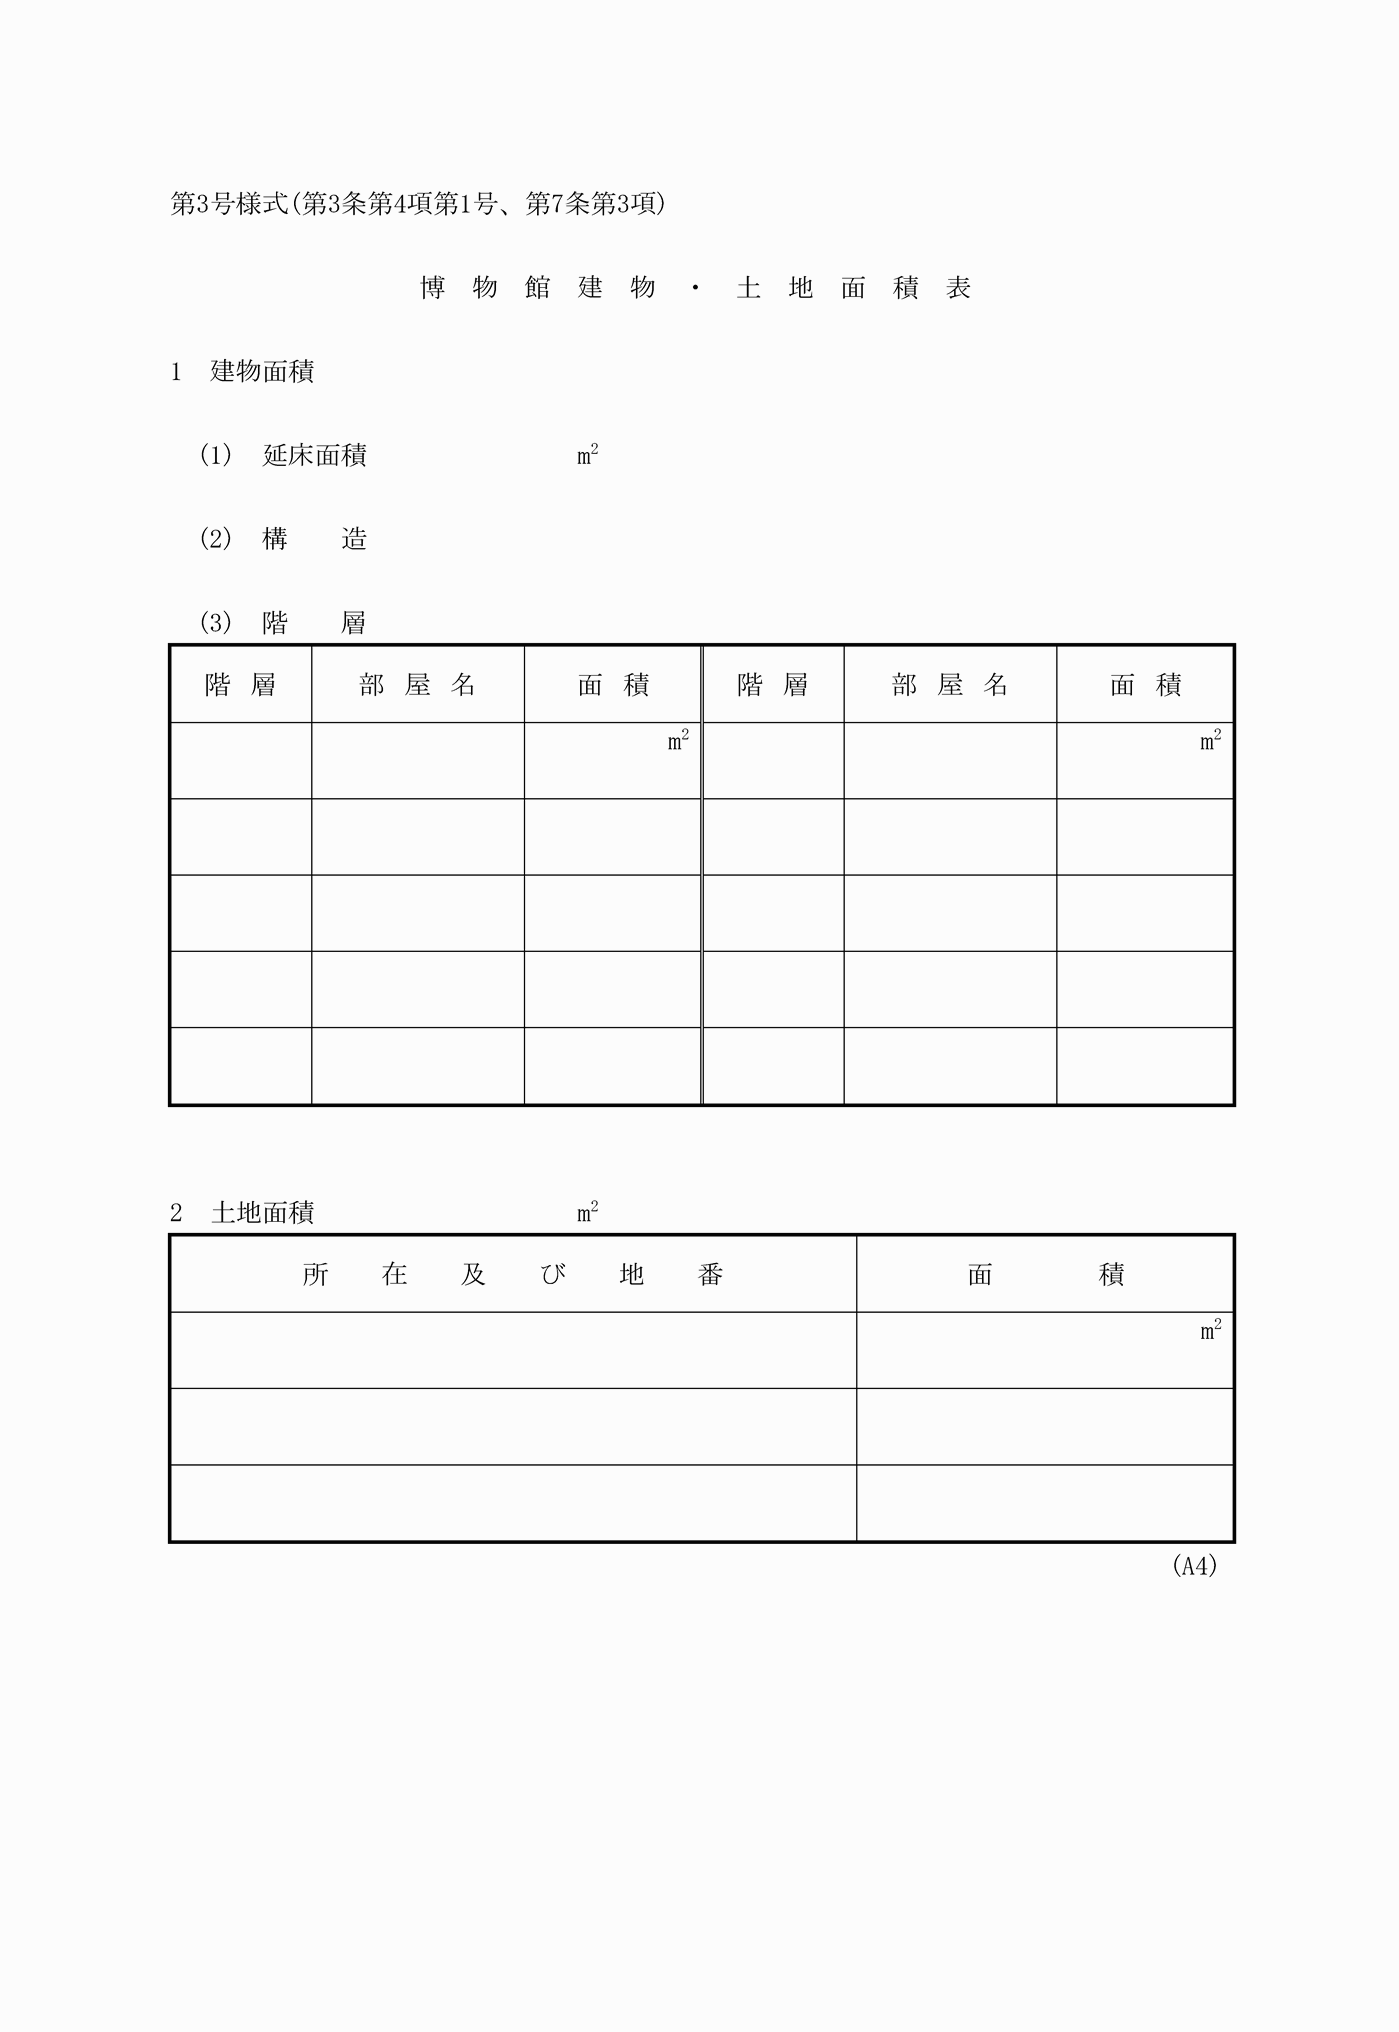 第3号様式(第3条第4項第1号、第7条第3項)
博物館建物・土地面積表
1 建物面積
(1) 延床面積 m²
(2) 構造
(3) 階層
階層 部屋名 面積 階層 部屋名 面積
m² m²
2 土地面積 m²
所在及び地番 面積
m²
(A4)